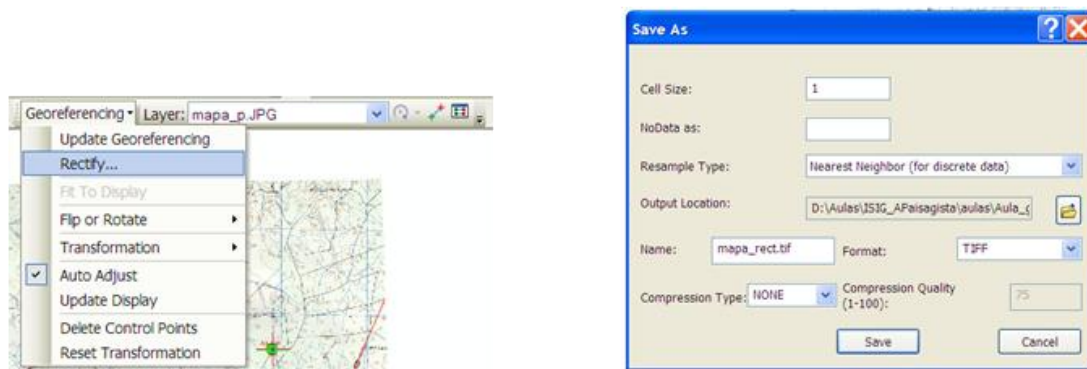 Georeferencing Layer: mapa_p.JPG
Update Georeferencing
Rectify...
Fit To Display
Flip or Rotate
Transformation
Auto Adjust
Update Display
Delete Control Points
Reset Transformation
Save As
Cell Size: 1
NoData as:
Resample Type: Nearest Neighbor (for discrete data)
Output Location: D:\Aulas\ISIG_APaisagista\aulas\Aula_g
Name: mapa_rect.tif Format: TIFF
Compression Type: NONE Compression Quality (1-100): 75
Save Cancel